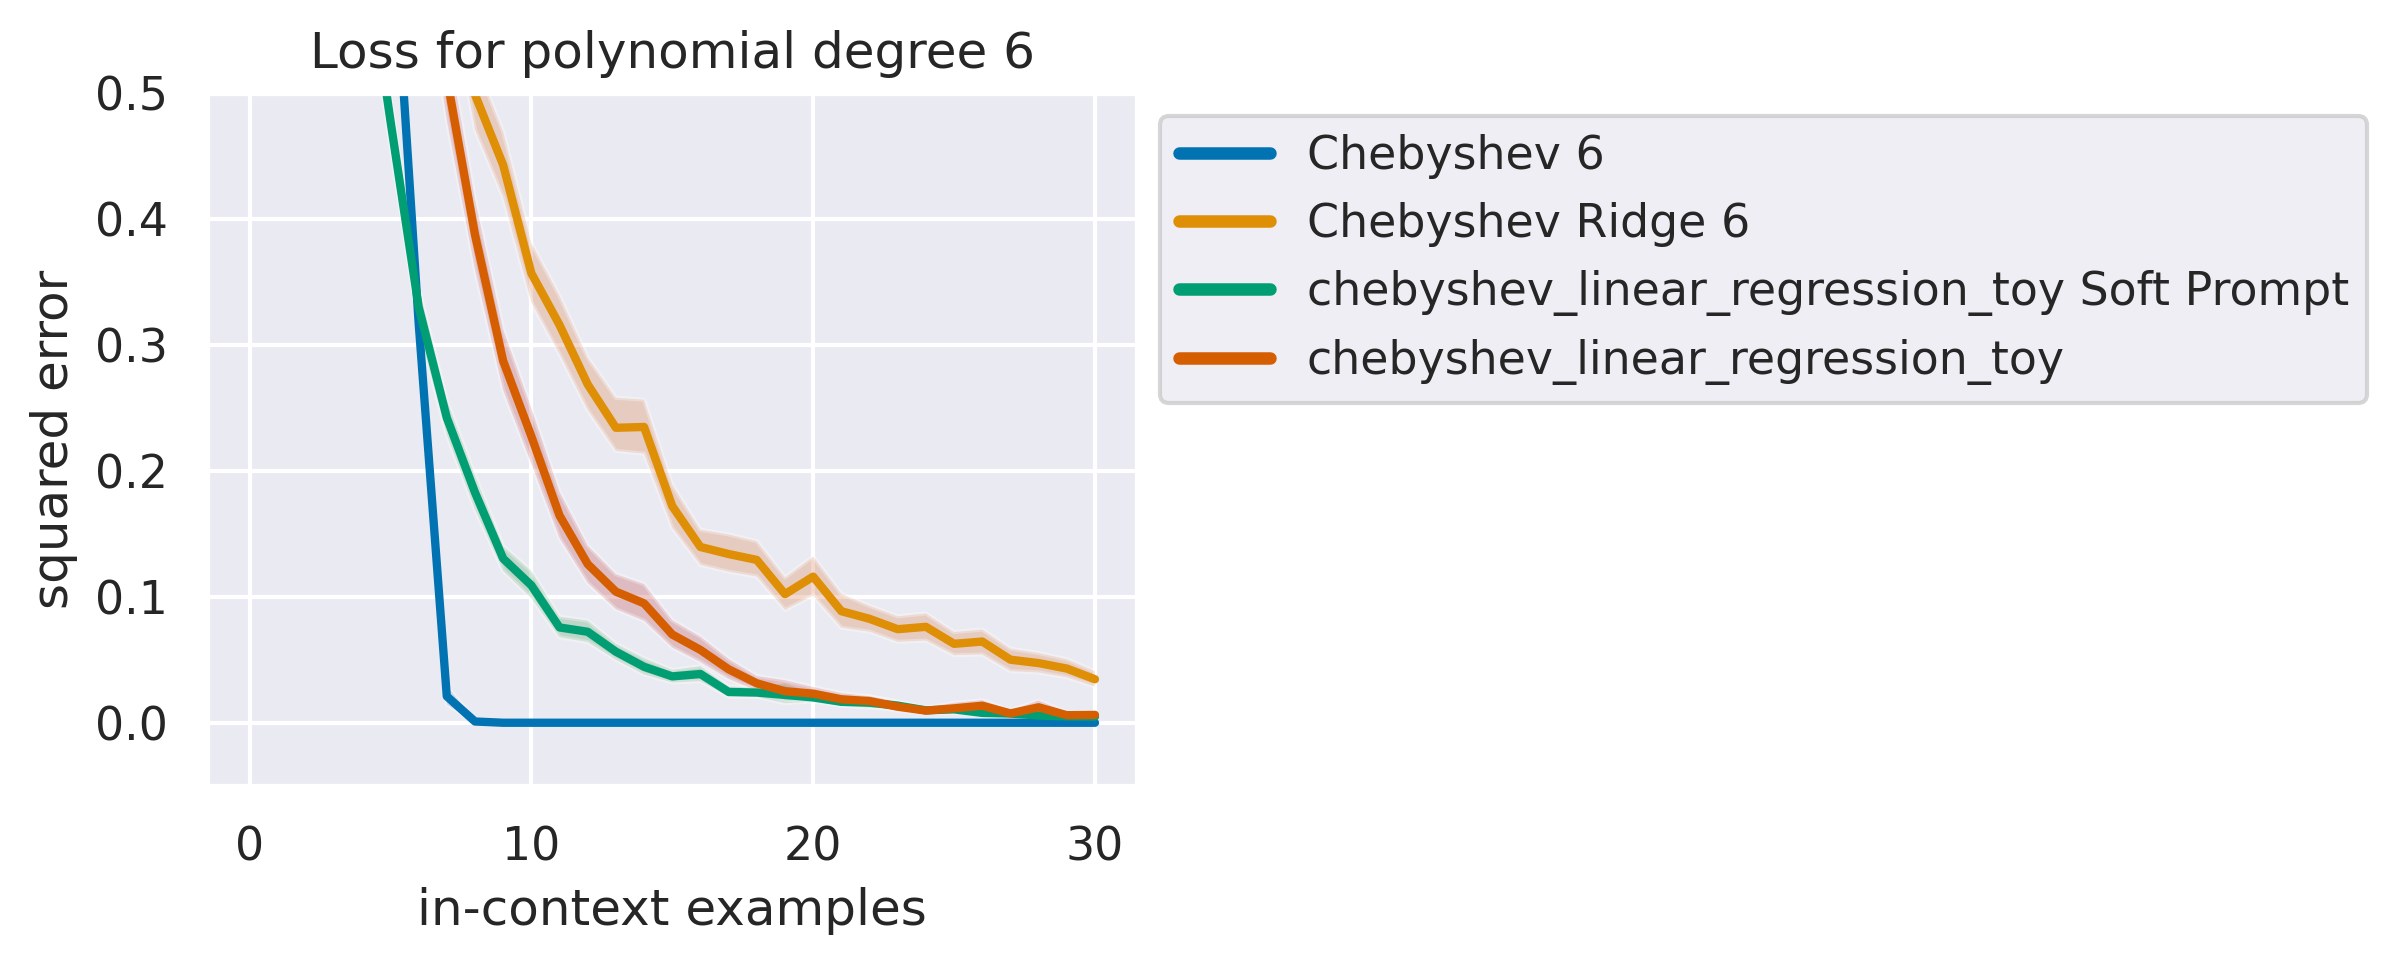 Loss for polynomial degree 6
0.5
0.4
0.3
0.2
0.1
0.0
squared error
0 10 20 30
in-context examples
Chebyshev 6
Chebyshev Ridge 6
chebyshev_linear_regression_toy Soft Prompt
chebyshev_linear_regression_toy